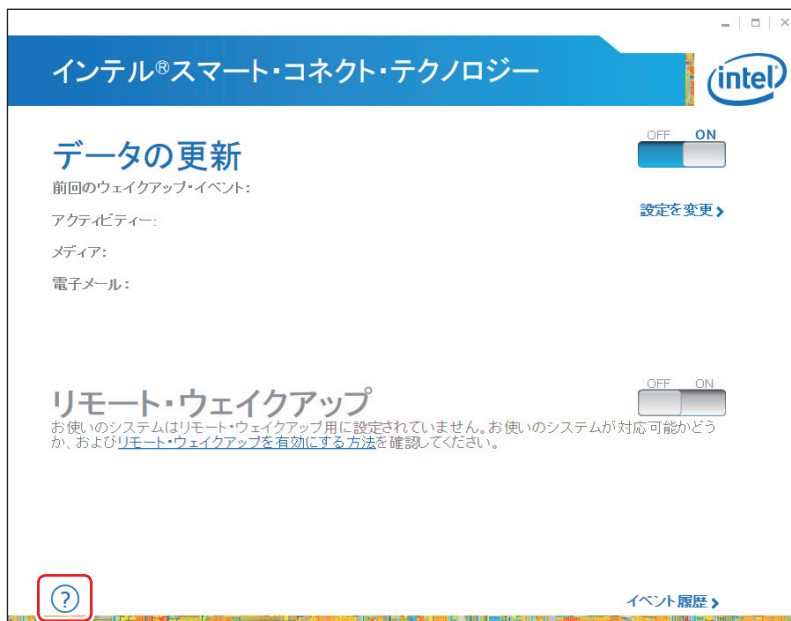 インテル®スマート・コネクト・テクノロジー
intel
データの更新
OFF ON
前回のウェイクアップ・イベント:
設定を変更
アクティビティー:
メディア:
電子メール:
リモート・ウェイクアップ
OFF ON
お使いのシステムはリモート・ウェイクアップ用に設定されていません。お使いのシステムが対応可能かどう
か、およびリモート・ウェイクアップを有効にする方法を確認してください。
?
イベント履歴